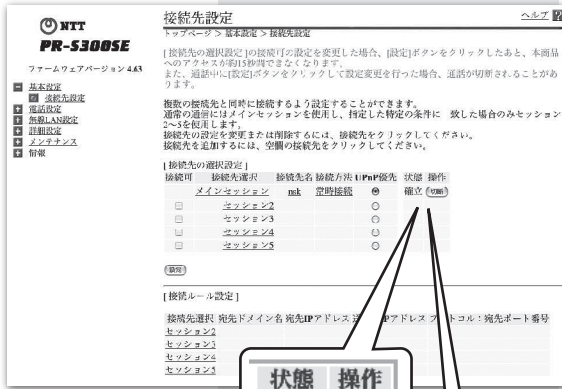 NTT
PR-S300SE
ファームウェアバージョン 4.63
基本設定
接続先設定
電話設定
無線LAN設定
詳細設定
メンテナンス
情報
接続先設定
ヘルプ
トップページ > 基本設定 > 接続先設定
[接続先の選択設定]の接続可の設定を変更した場合、[設定]ボタンをクリックしたあと、本商品
へのアクセスが約15秒間できなくなります。
また、通話中に[設定]ボタンをクリックして設定変更を行った場合、通話が切断されることがあ
ります。
複数の接続先と同時に接続するよう設定することができます。
通常の通信にはメインセッションを使用し、指定した特定の条件に一致した場合のみセッション
2~5を使用します。
接続先の設定を変更または削除するには、接続先をクリックしてください。
接続先を追加するには、空欄の接続先をクリックしてください。
[接続先の選択設定]
接続可 接続先選択 接続先名 接続方法 UPnP優先 状態 操作
メインセッション nsk 常時接続 確立 切断
セッション2
セッション3
セッション4
セッション5
設定
[接続ルール設定]
接続先選択 宛先ドメイン名 宛先IPアドレス IPアドレス プ トコル:宛先ポート番号
セッション2
セッション3
セッション4
セッション5
状態 操作